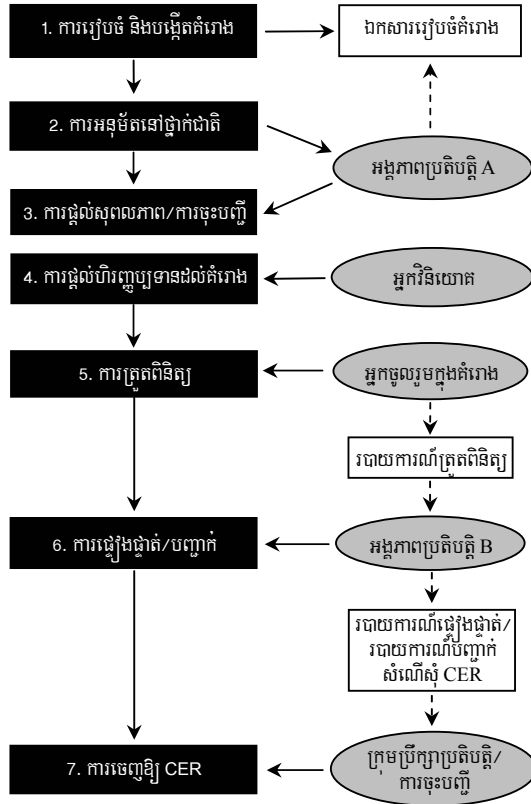 1. ការរៀបចំ និងបង្កើតគំរោង
ឯកសាររៀបចំគំរោង
2. ការអនុម័តនៅថ្នាក់ជាតិ
អង្គភាពប្រតិបត្តិ A
3. ការផ្តល់សុពលភាព/ការចុះបញ្ជី
4. ការផ្តល់ហិរញ្ញប្បទានដល់គំរោង
អ្នកវិនិយោគ
5. ការត្រួតពិនិត្យ
អ្នកចូលរួមក្នុងគំរោង
របាយការណ៍ត្រួតពិនិត្យ
6. ការផ្ទៀងផ្ទាត់/បញ្ជាក់
អង្គភាពប្រតិបត្តិ B
របាយការណ៍ផ្ទៀងផ្ទាត់/
របាយការណ៍បញ្ជាក់
សំណើសុំ CER
7. ការចេញឱ្យ CER
ក្រុមប្រឹក្សាប្រតិបត្តិ/
ការចុះបញ្ជី